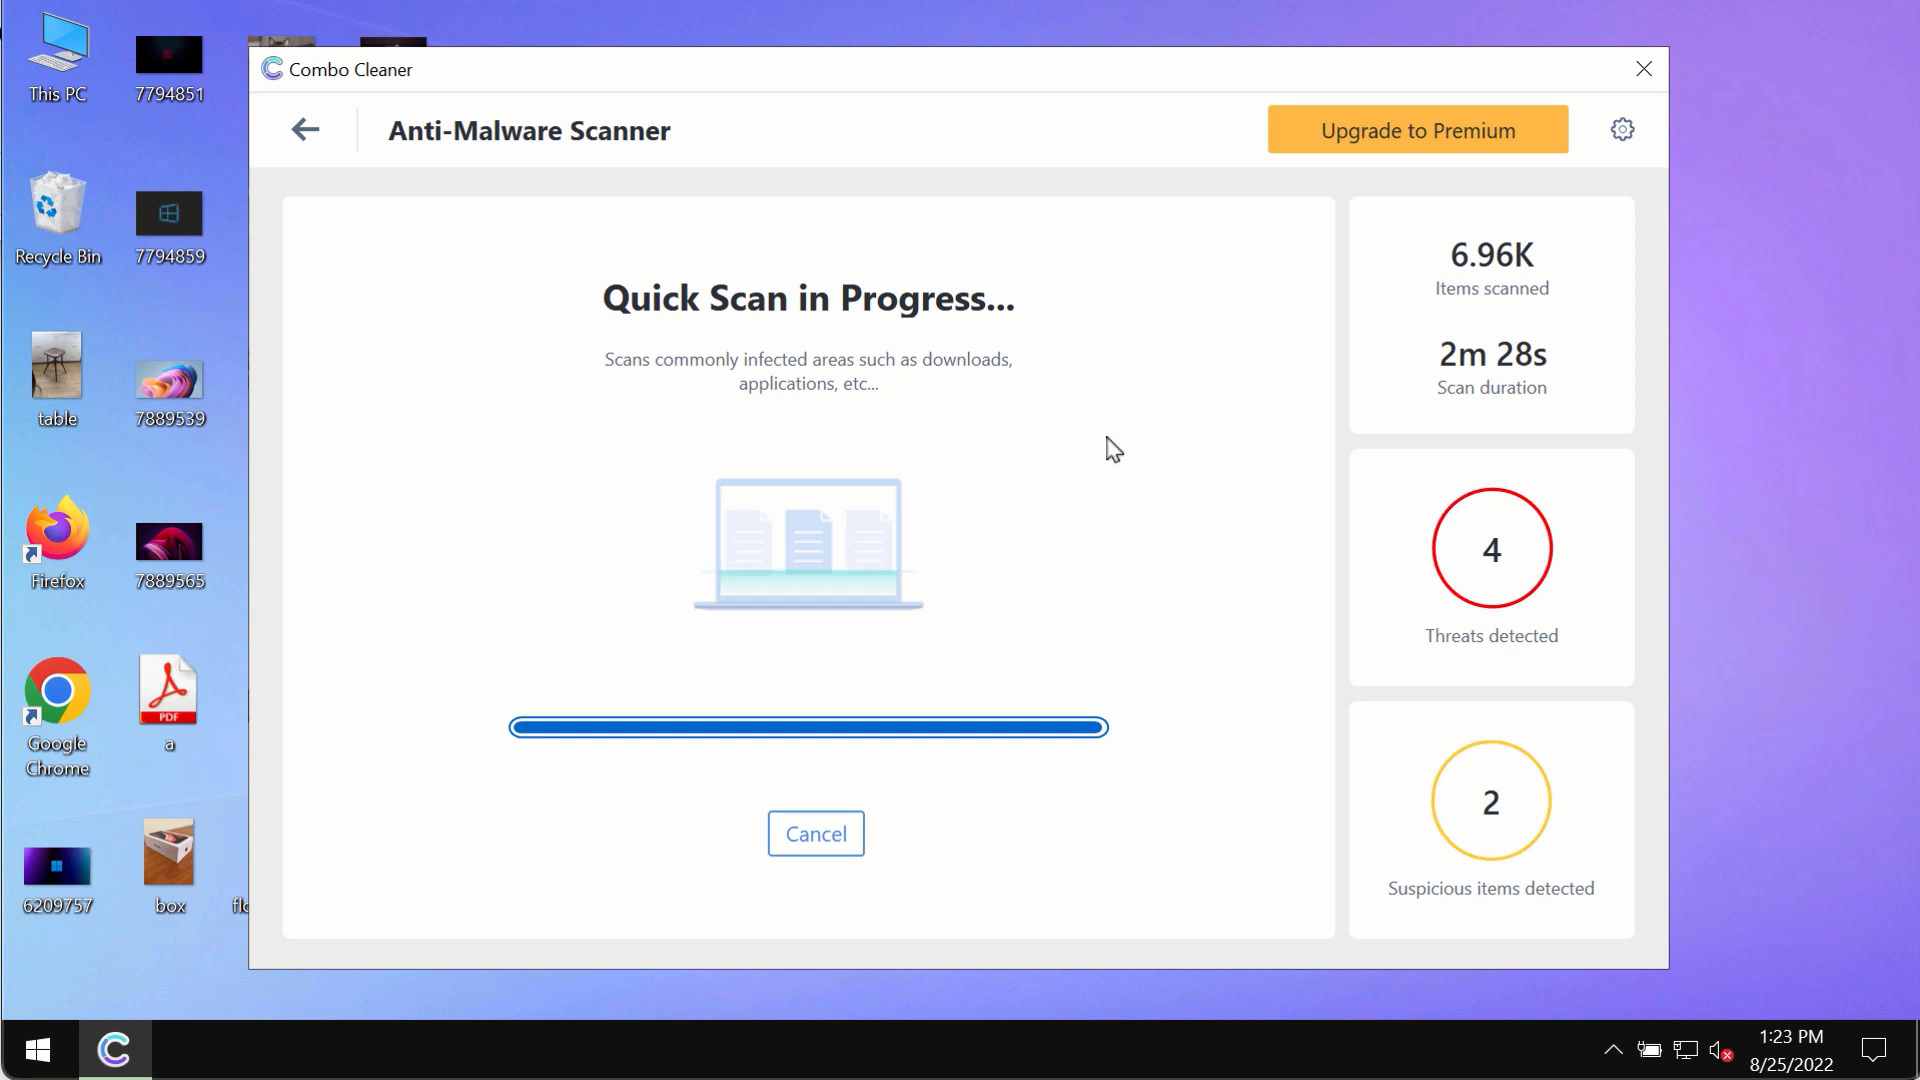 This PC
7794851
Recycle Bin
7794859
table
7889539
Firefox
7889565
Google
Chrome
PDF
a
6209757
box
Combo Cleaner
Anti-Malware Scanner
Upgrade to Premium
Quick Scan in Progress...
Scans commonly infected areas such as downloads,
applications, etc...
Cancel
6.96K
Items scanned
2m 28s
Scan duration
4
Threats detected
2
Suspicious items detected
1:23 PM
8/25/2022